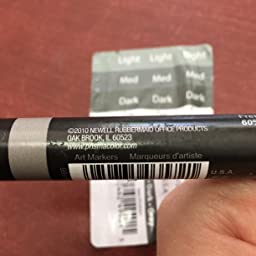 Light Light Light
Med Med Med
Dark Dark Dark
©2010 NEWELL RUBBERMAID OFFICE PRODUCTS
OAK BROOK, IL 60523
www.prismacolor.com
Art Markers Marqueurs d'artiste
U.S.A.